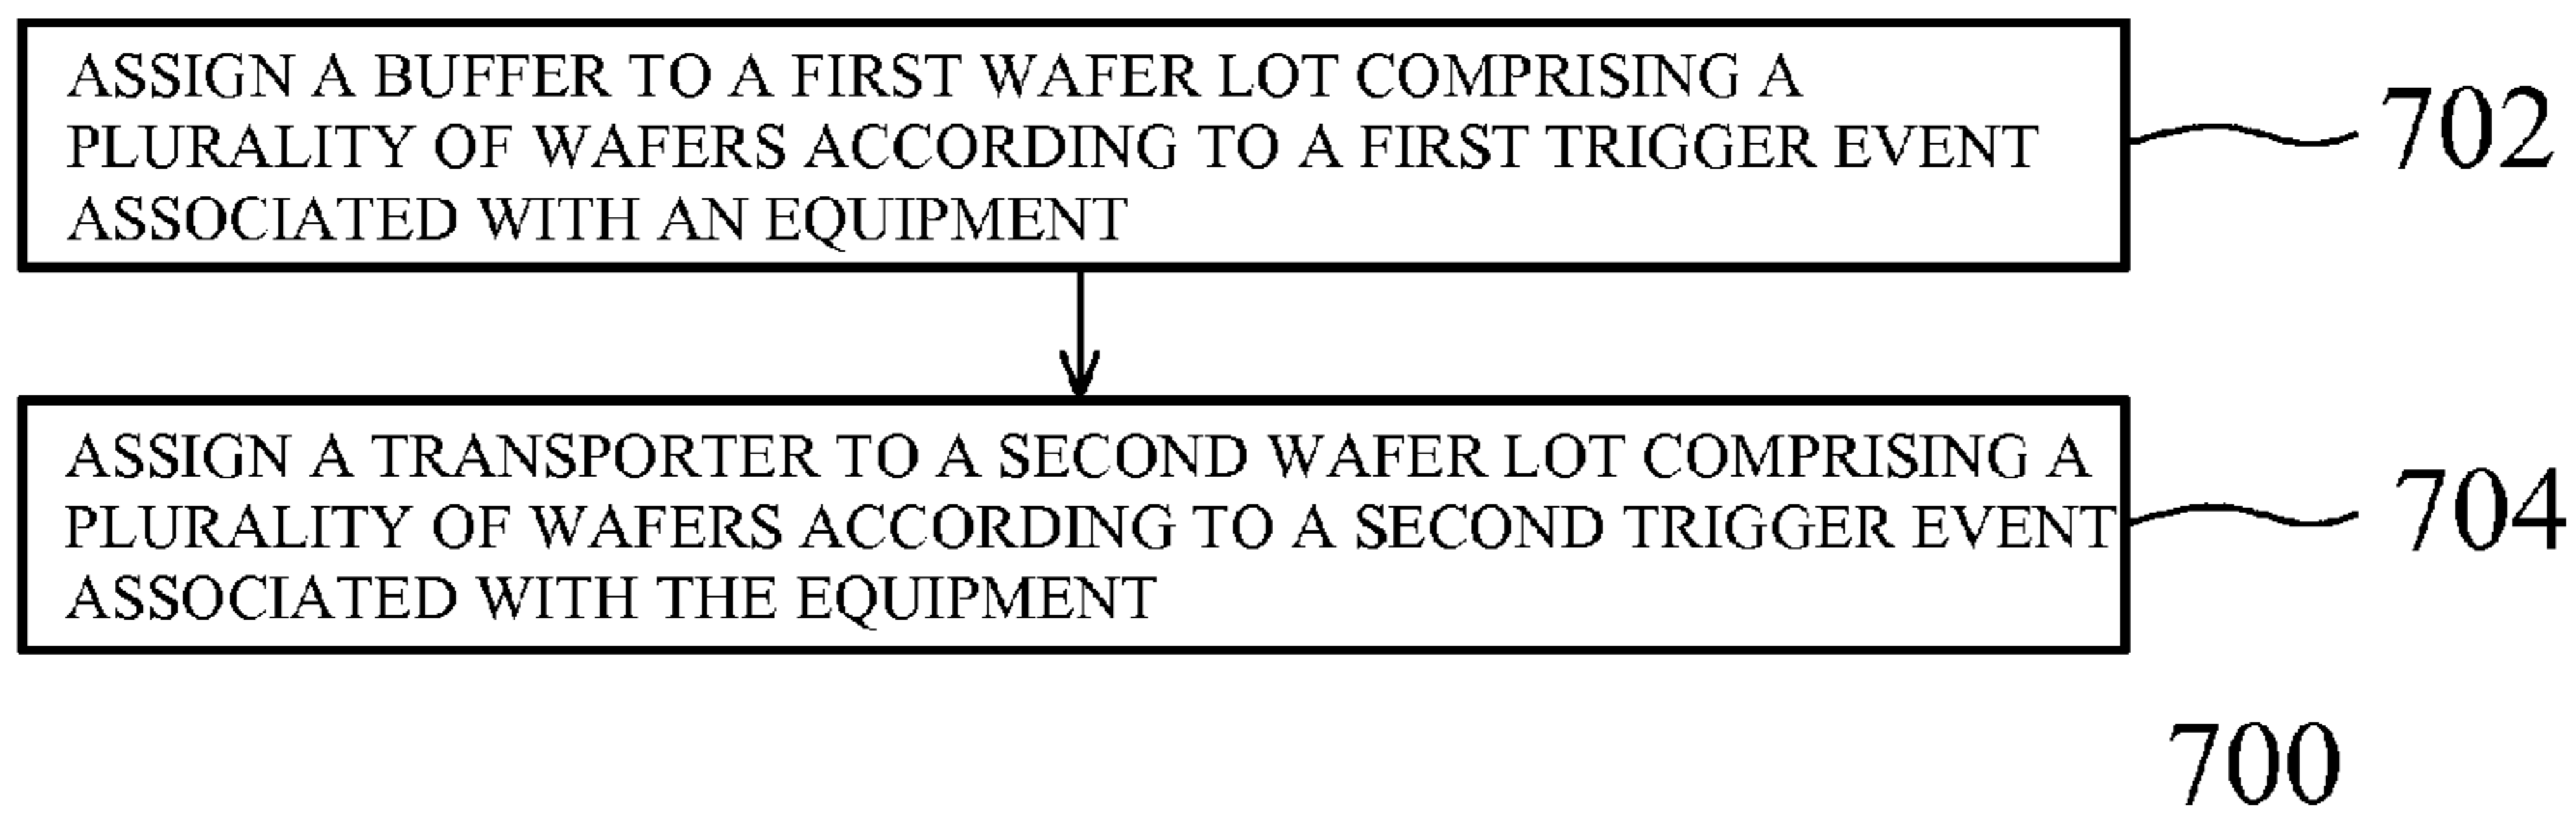 ASSIGN A BUFFER TO A FIRST WAFER LOT COMPRISING A
PLURALITY OF WAFERS ACCORDING TO A FIRST TRIGGER EVENT
ASSOCIATED WITH AN EQUIPMENT
702
ASSIGN A TRANSPORTER TO A SECOND WAFER LOT COMPRISING A
PLURALITY OF WAFERS ACCORDING TO A SECOND TRIGGER EVENT
ASSOCIATED WITH THE EQUIPMENT
704
700